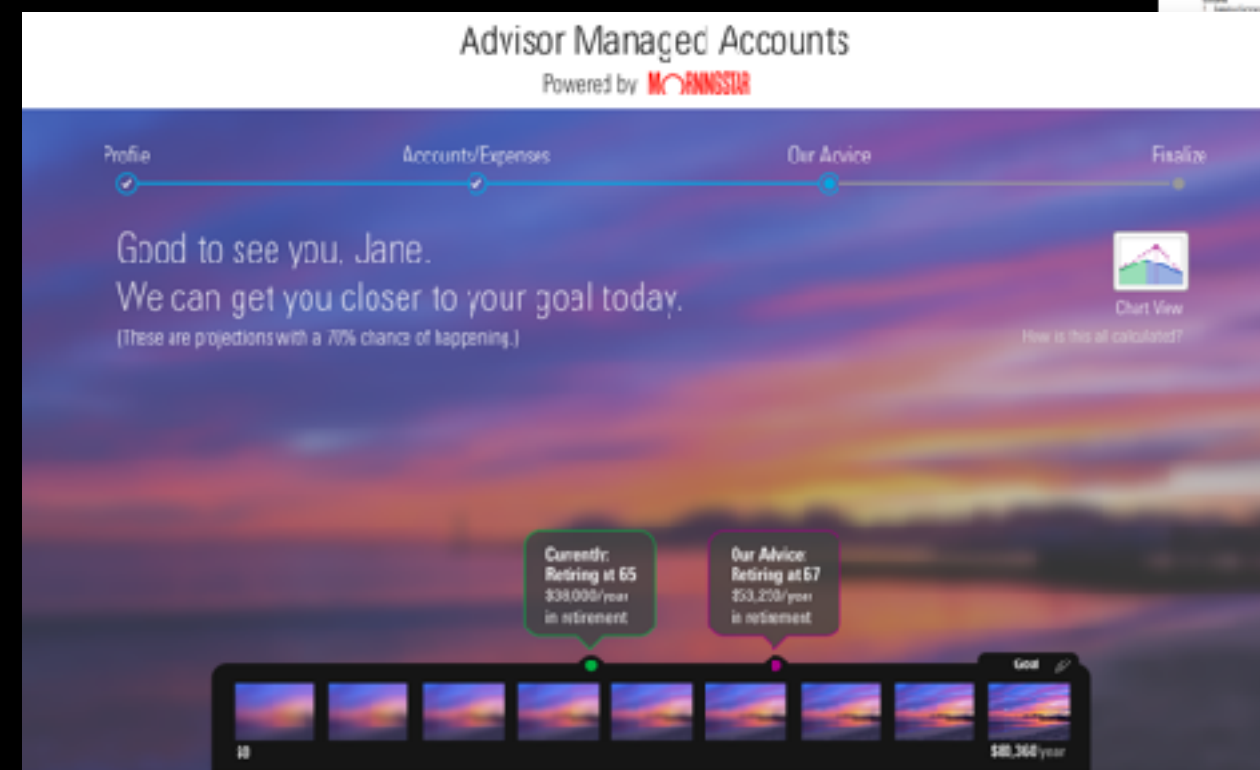 Advisor Managed Accounts
Powered by MORNINGSTAR
Profile
Accounts/Expenses
Our Advice
Finalize
Good to see you, Jane.
We can get you closer to your goal today.
(These are projections with a 70% chance of happening.)
Chart View
How is this all calculated?
Currently:
Retiring at 65
$38,000/year
in retirement
Our Advice:
Retiring at 67
in retirement
Goal
$0
$80,360/year